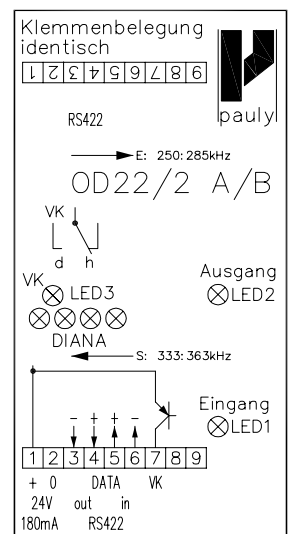 Klemmenbelegung
identisch
1 2 3 4 5 6 7 8 9
pauly
RS422
E: 250:285kHz
OD22/2 A/B
VK
d h
VK
LED3
Ausgang
LED2
DIANA
S: 333:363kHz
Eingang
LED1
- + + -
1 2 3 4 5 6 7 8 9
+ 0 DATA VK
24V out in
180mA RS422